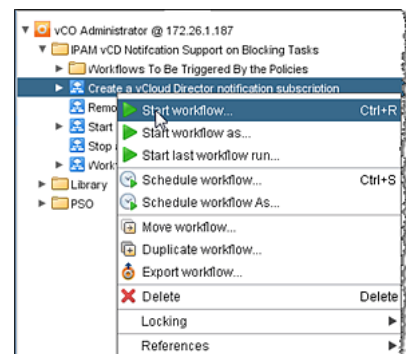 vCO Administrator @ 172.26.1.187
IPAM vCD Notifcation Support on Blocking Tasks
Workflows To Be Triggered By the Policies
Create a vCloud Director notification subscription
Remo
Start workflow... Ctrl+R
Start
Start workflow as...
Stop
Start last workflow run...
Work
Schedule workflow... Ctrl+S
Library
Schedule workflow As...
PSO
Move workflow...
Duplicate workflow...
Export workflow...
Delete Delete
Locking
References